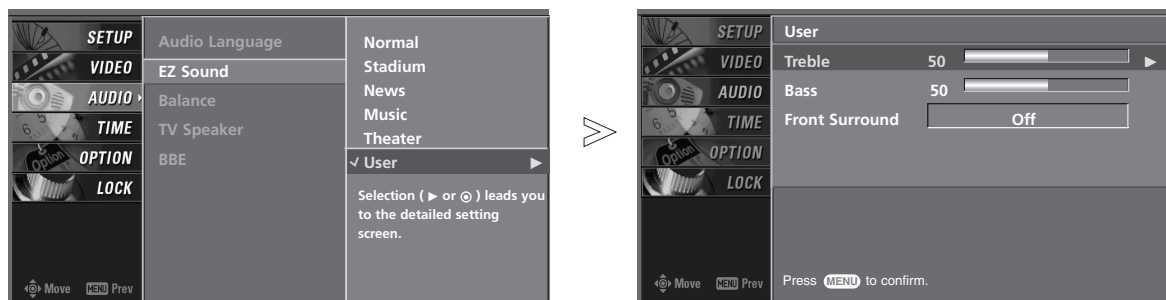 SETUP
VIDEO
AUDIO
TIME
OPTION
LOCK
Move MENU Prev
Audio Language
EZ Sound
Balance
TV Speaker
BBE
Normal
Stadium
News
Music
Theater
✓ User ▶
Selection ( ▶ or ◉ ) leads you
to the detailed setting
screen.
SETUP
VIDEO
AUDIO
TIME
OPTION
LOCK
Move MENU Prev
User
Treble 50 ▶
Bass 50
Front Surround Off
Press MENU to confirm.